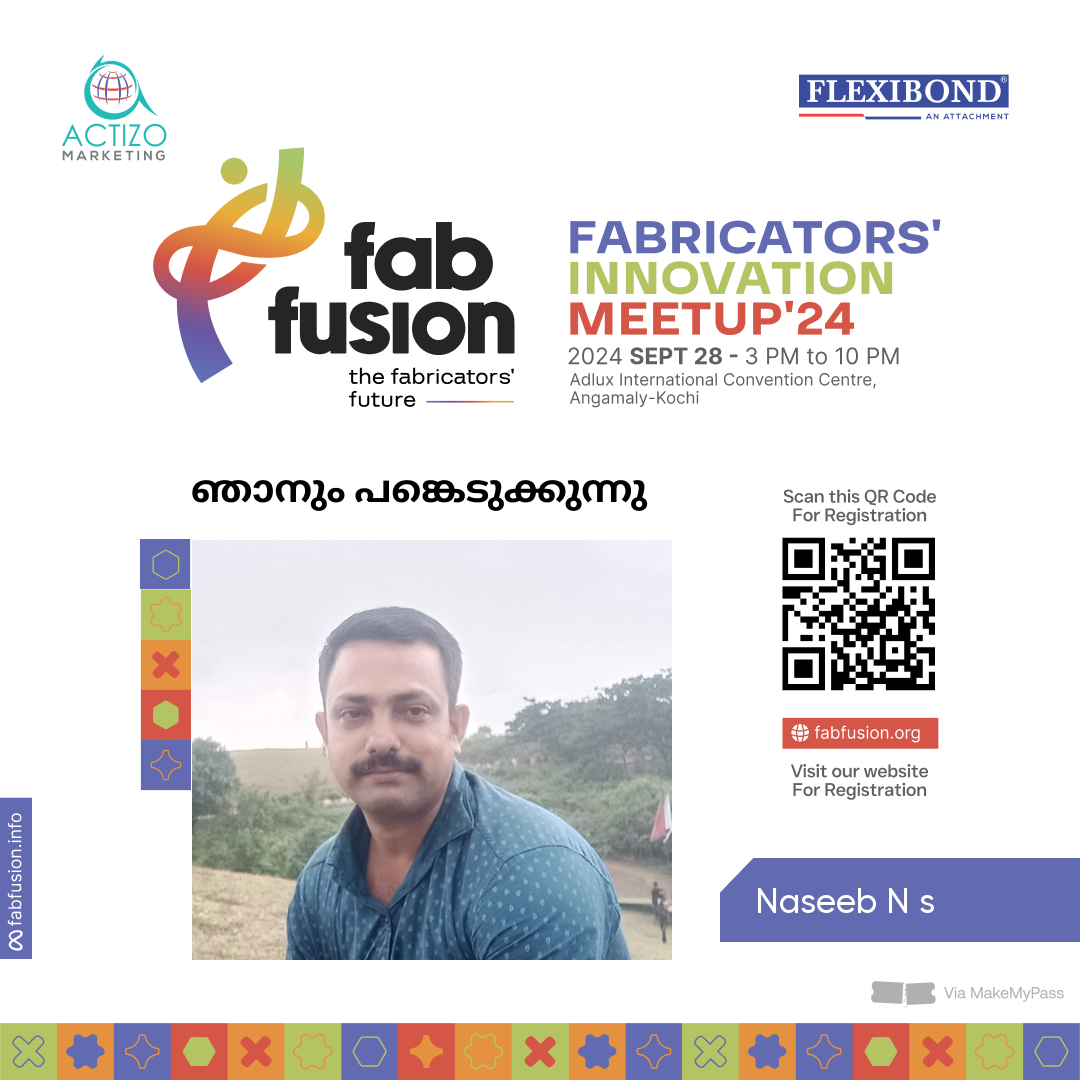 ACTIZO
MARKETING
FLEXIBOND®
AN ATTACHMENT
fab
fusion
the fabricators'
future
FABRICATORS'
INNOVATION
MEETUP'24
2024 SEPT 28 - 3 PM to 10 PM
Adlux International Convention Centre,
Angamaly-Kochi
ഞാനും പങ്കെടുക്കുന്നു
Scan this QR Code
For Registration
fabfusion.org
Visit our website
For Registration
fabfusion.info
Naseeb N s
Via MakeMyPass